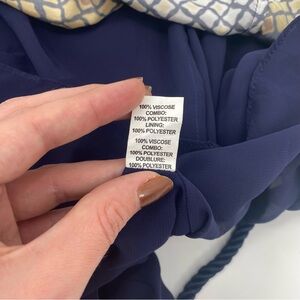 100% VISCOSE
COMBO:
100% POLYESTER
LINING:
100% POLYESTER
100% VISCOSE
COMBO:
100% POLYESTER
DOUBLURE:
100% POLYESTER